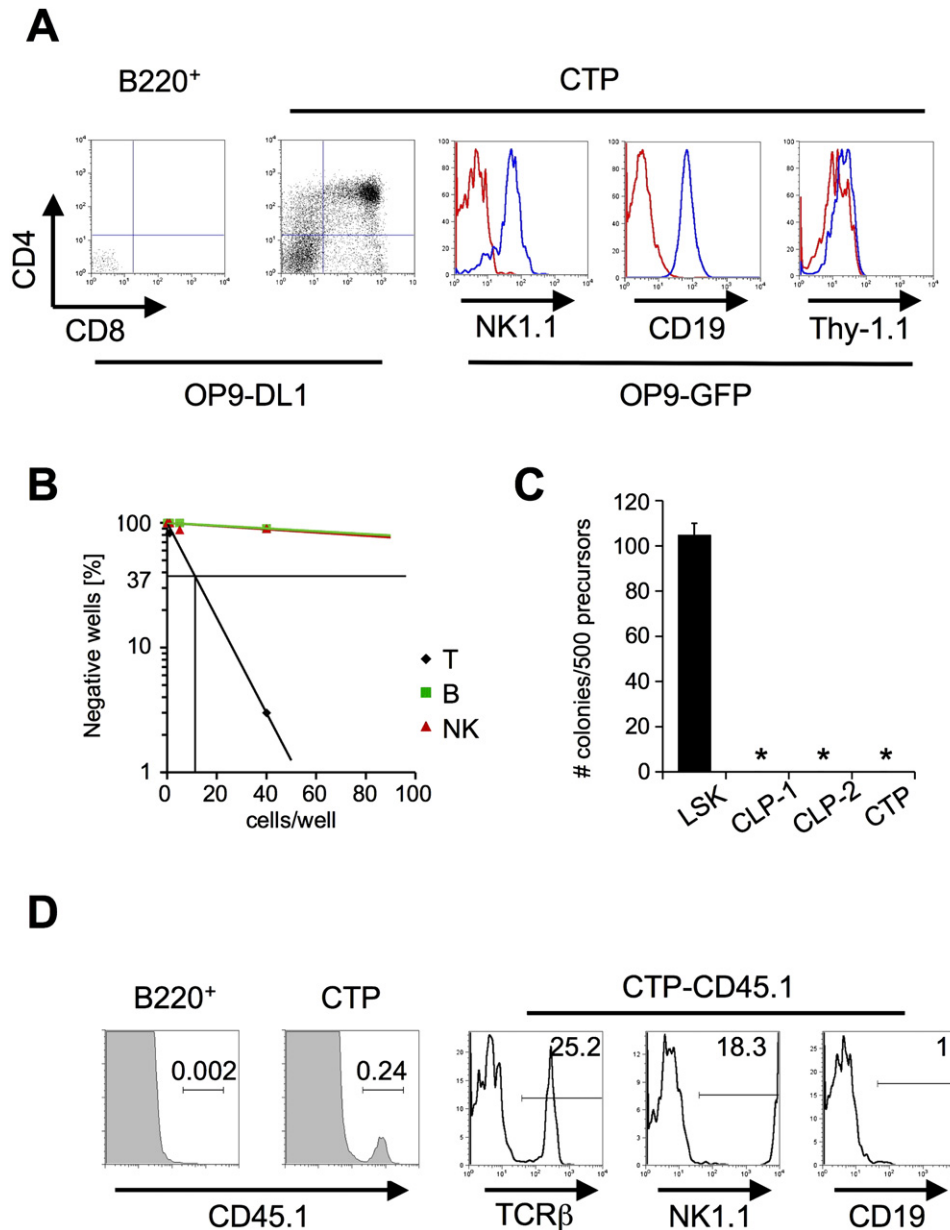 A
B220+
CTP
CD4
CD8
NK1.1
CD19
Thy-1.1
OP9-DL1
OP9-GFP
B
Negative wells [%]
100
37
10
1
0 20 40 60 80 100
cells/well
T
B
NK
C
# colonies/500 precursors
120
100
80
60
40
20
0
* * *
LSK CLP-1 CLP-2 CTP
D
B220+
CTP
CTP-CD45.1
0.002
0.24
25.2
18.3
1
CD45.1
TCRβ
NK1.1
CD19